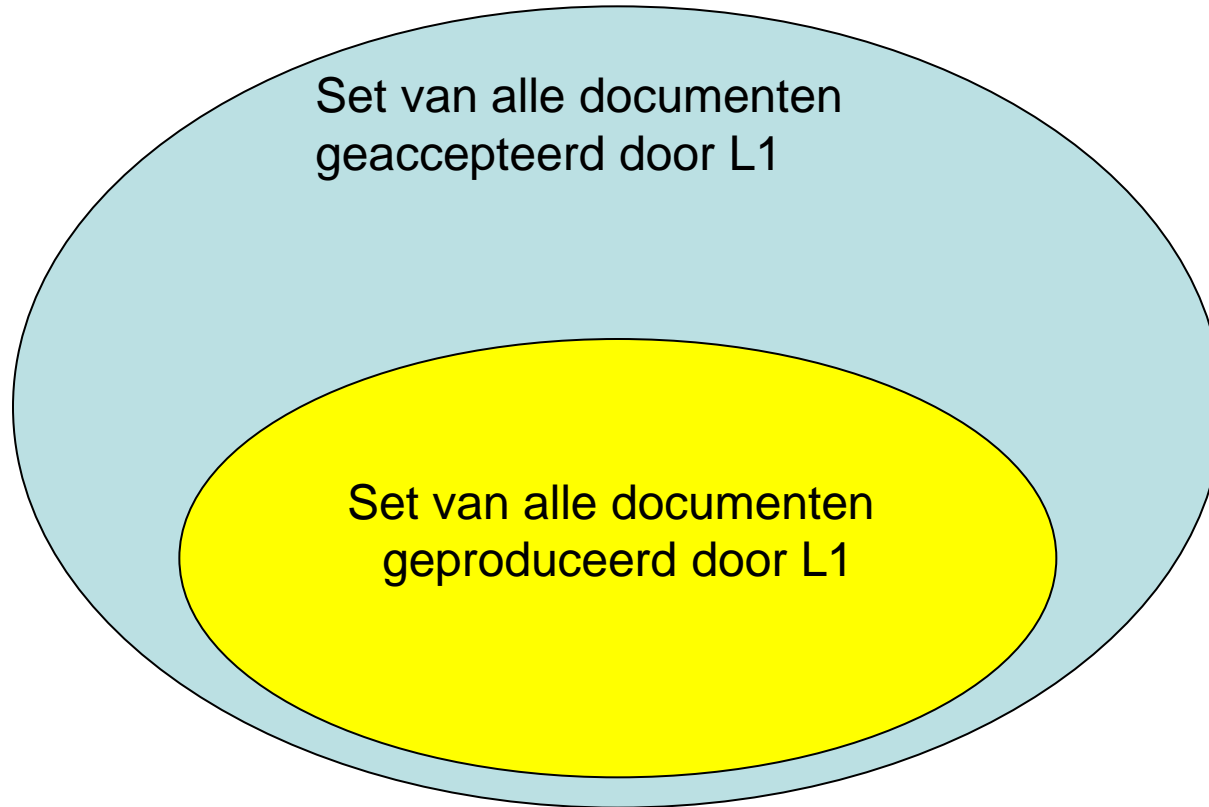 Set van alle documenten
geaccepteerd door L1
Set van alle documenten
geproduceerd door L1